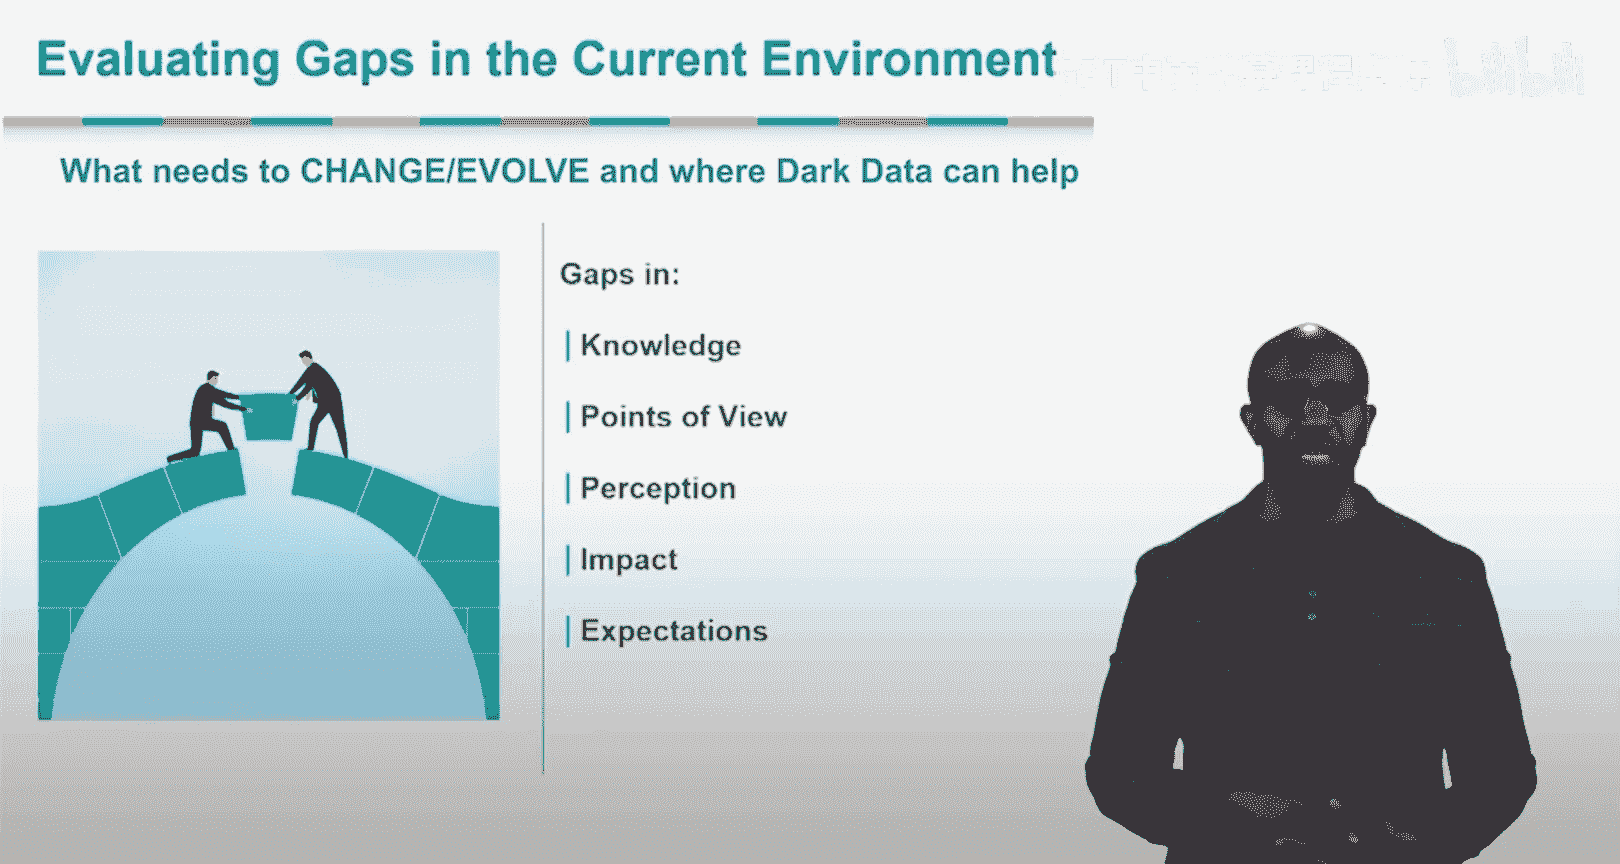 Evaluating Gaps in the Current Environment
bilibili
What needs to CHANGE/EVOLVE and where Dark Data can help
Gaps in:
Knowledge
Points of View
Perception
Impact
Expectations